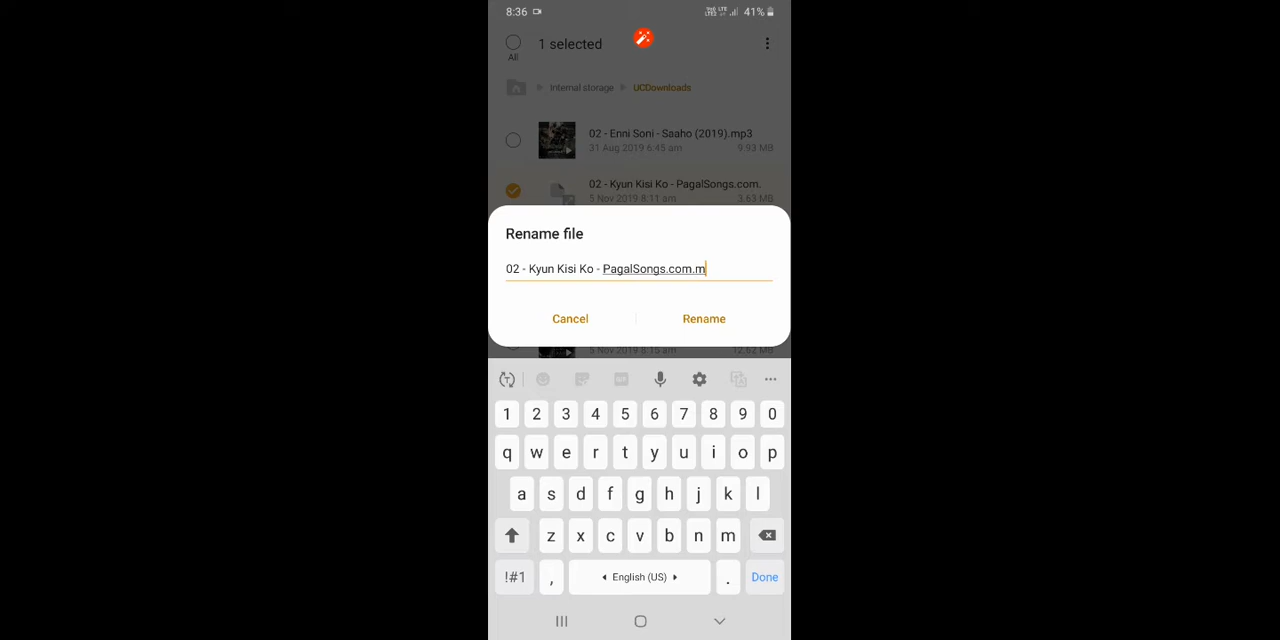 8:36 41%
1 selected
All
Internal storage UCDownloads
02 - Enni Soni - Saaho (2019).mp3
31 Aug 2019 6.45 am 9.93 MB
02 - Kyun Kisi Ko - PagalSongs.com.
5 Nov 2019 8:11 am 3.63 MB
Rename file
02 - Kyun Kisi Ko - PagalSongs.com.m
Cancel Rename
5 Nov 2019 8:15 am 12.62 MB
1 2 3 4 5 6 7 8 9 0
q w e r t y u i o p
a s d f g h j k l
z x c v b n m
!#1 , English (US) . Done